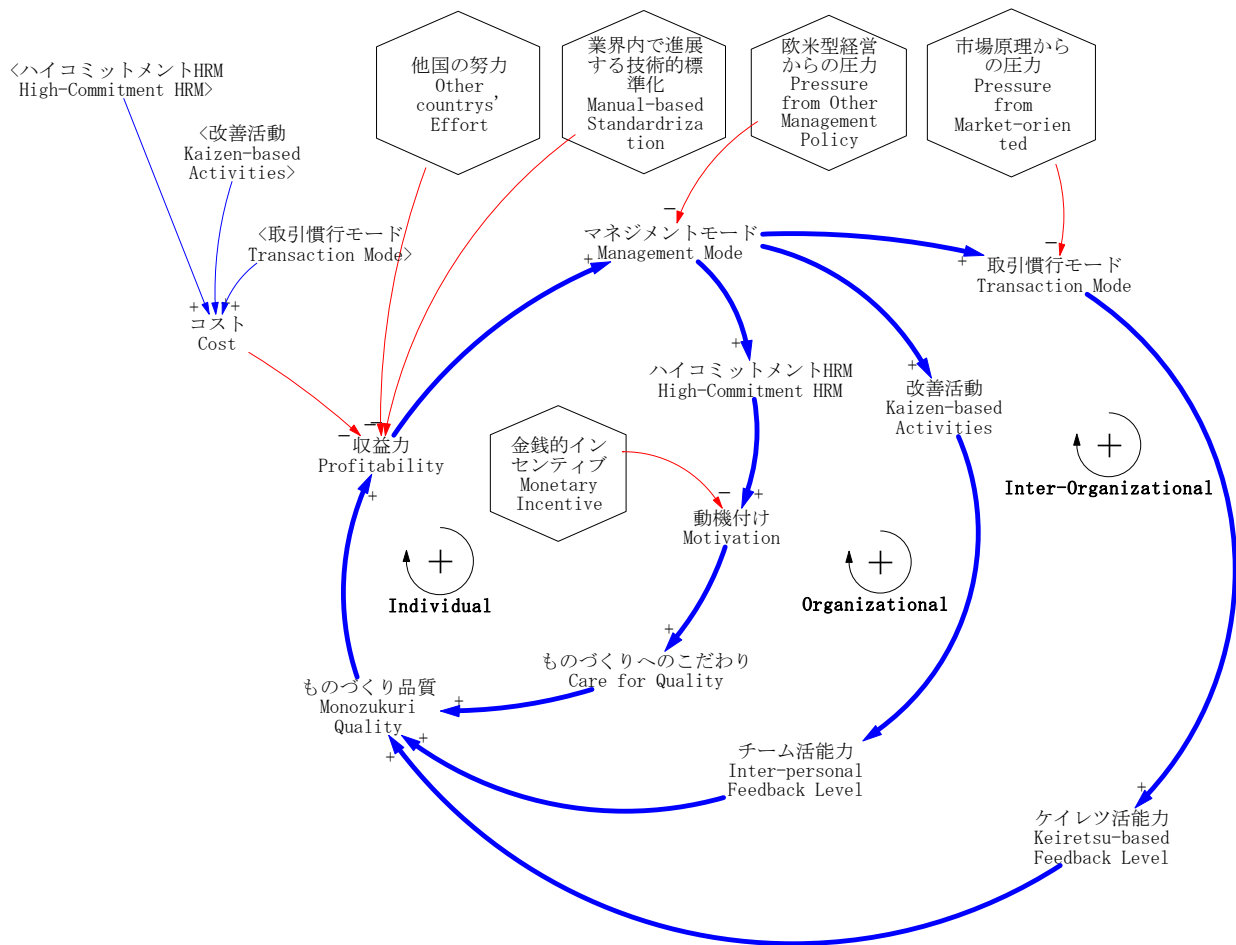 <ハイコミットメントHRM
High-Commitment HRM>
<改善活動
Kaizen-based
Activities>
<取引慣行モード
Transaction Mode>
他国の努力
Other
countrys'
Effort
業界内で進展
する技術的標
準化
Manual-based
Standardriza
tion
欧米型経営
からの圧力
Pressure
from Other
Management
Policy
市場原理から
の圧力
Pressure
from
Market-orien
ted
+
+
+
コスト
Cost
−
マネジメントモード
Management Mode
+
−
取引慣行モード
Transaction Mode
+
+
ハイコミットメントHRM
High-Commitment HRM
+
改善活動
Kaizen-based
Activities
−
−
−
収益力
Profitability
+
金銭的イン
センティブ
Monetary
Incentive
−
+
動機付け
Motivation
+
Individual
+
Organizational
+
Inter-Organizational
+
ものづくりへのこだわり
Care for Quality
+
ものづくり品質
Monozukuri
Quality
+
+
チーム活能力
Inter-personal
Feedback Level
+
ケイレツ活能力
Keiretsu-based
Feedback Level